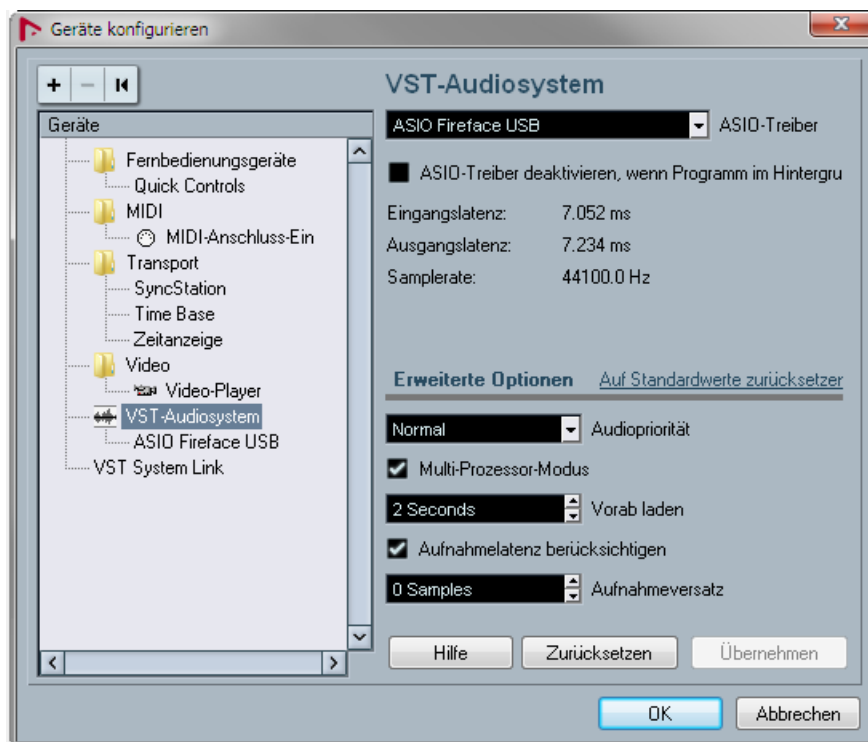 Geräte konfigurieren
VST-Audiosystem
Geräte
ASIO Fireface USB
ASIO-Treiber
Fernbedienungsgeräte
Quick Controls
MIDI
MIDI-Anschluss-Ein
Transport
SyncStation
Time Base
Zeitanzeige
Video
Video-Player
VST-Audiosystem
ASIO Fireface USB
VST System Link
ASIO-Treiber deaktivieren, wenn Programm im Hintergru
Eingangslatenz: 7.052 ms
Ausgangslatenz: 7.234 ms
Samplerate: 44100.0 Hz
Erweiterte Optionen Auf Standardwerte zurücksetzer
Normal Audiopriorität
Multi-Prozessor-Modus
2 Seconds Vorab laden
Aufnahmelatenz berücksichtigen
0 Samples Aufnahmeversatz
Hilfe Zurücksetzen Übernehmen
OK Abbrechen